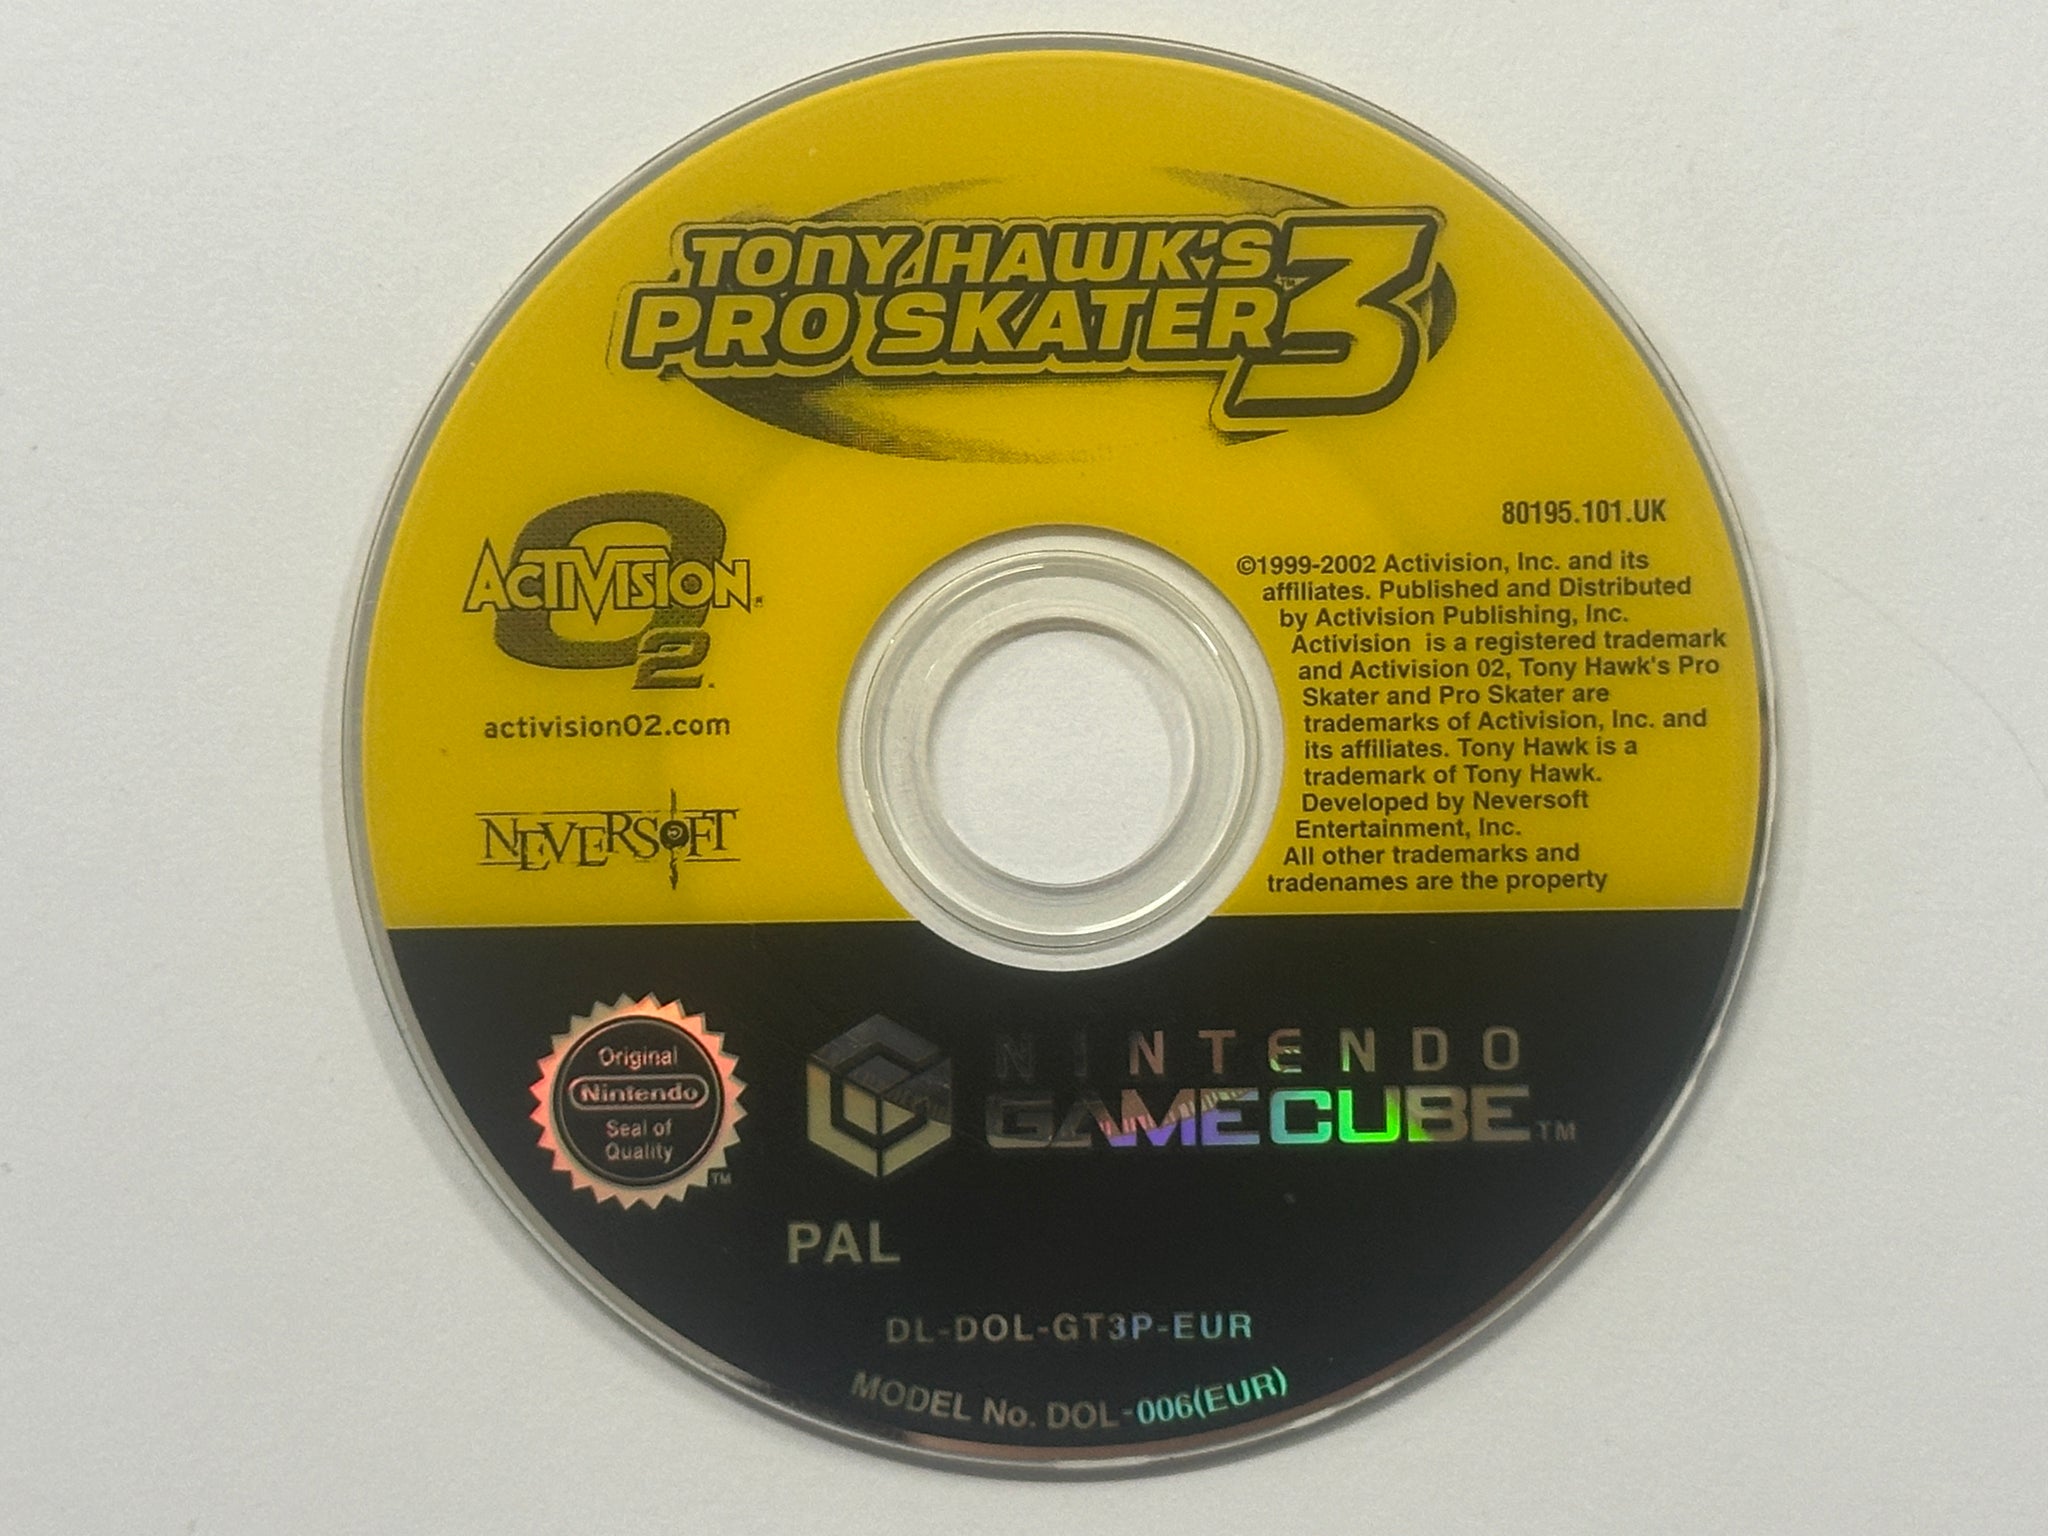 TONY HAWK'S
PRO SKATER™ 3
ACTIVISION.
O2.
activisionO2.com
NEVERSOFT
80195.101.UK
©1999-2002 Activision, Inc. and its
affiliates. Published and Distributed
by Activision Publishing, Inc.
Activision is a registered trademark
and Activision 02, Tony Hawk's Pro
Skater and Pro Skater are
trademarks of Activision, Inc. and
its affiliates. Tony Hawk is a
trademark of Tony Hawk.
Developed by Neversoft
Entertainment, Inc.
All other trademarks and
tradenames are the property
Original
Nintendo
Seal of
Quality
TM
NINTENDO
GAMECUBE™
PAL
DL-DOL-GT3P-EUR
MODEL No. DOL-006(EUR)